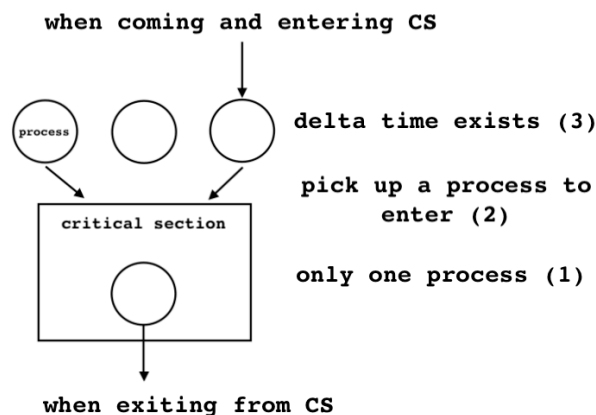 when coming and entering CS
process
delta time exists (3)
pick up a process to
enter (2)
critical section
only one process (1)
when exiting from CS